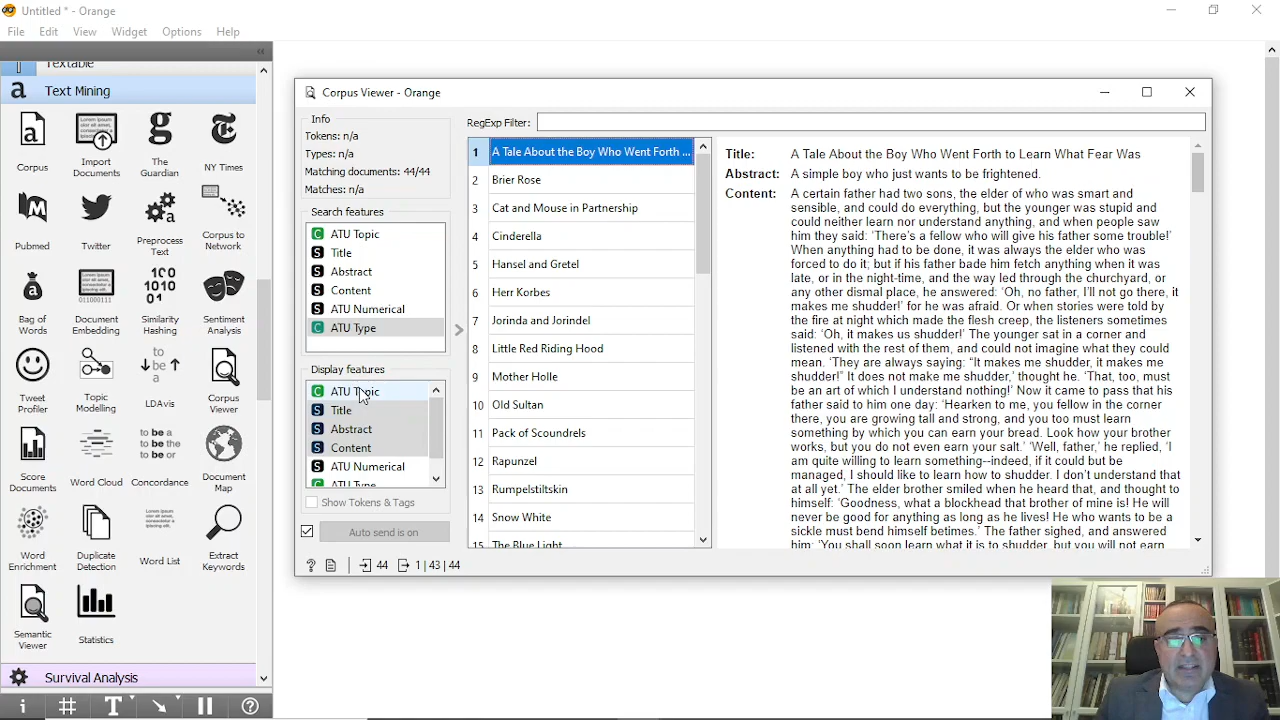 Untitled * - Orange
File Edit View Widget Options Help
Textable
Text Mining
Corpus
Import Documents
The Guardian
NY Times
Pubmed
Twitter
Preprocess Text
Corpus to Network
Bag of Words
Document Embedding
Similarity Hashing
Sentiment Analysis
Tweet Profiler
Topic Modelling
LDAvis
Corpus Viewer
Score Documents
Word Cloud
Concordance
Document Map
Word Enrichment
Duplicate Detection
Word List
Extract Keywords
Semantic Viewer
Statistics
Survival Analysis
Corpus Viewer - Orange
Info
Tokens: n/a
Types: n/a
Matching documents: 44/44
Matches: n/a
Search features
C ATU Topic
S Title
S Abstract
S Content
S ATU Numerical
C ATU Type
Display features
C ATU Topic
S Title
S Abstract
S Content
S ATU Numerical
ATU Type
Show Tokens & Tags
Auto send is on
44 1 | 43 | 44
RegExp Filter:
1 A Tale About the Boy Who Went Forth ...
2 Brier Rose
3 Cat and Mouse in Partnership
4 Cinderella
5 Hansel and Gretel
6 Herr Korbes
7 Jorinda and Jorindel
8 Little Red Riding Hood
9 Mother Holle
10 Old Sultan
11 Pack of Scoundrels
12 Rapunzel
13 Rumpelstiltskin
14 Snow White
15 The Blue Light
Title: A Tale About the Boy Who Went Forth to Learn What Fear Was
Abstract: A simple boy who just wants to be frightened.
Content: A certain father had two sons, the elder of who was smart and
sensible, and could do everything, but the younger was stupid and
could neither learn nor understand anything, and when people saw
him they said: ‘There’s a fellow who will give his father some trouble!’
When anything had to be done, it was always the elder who was
forced to do it; but if his father bade him fetch anything when it was
late, or in the night-time, and the way led through the churchyard, or
any other dismal place, he answered: ‘Oh, no father, I’ll not go there, it
makes me shudder!’ for he was afraid. Or when stories were told by
the fire at night which made the flesh creep, the listeners sometimes
said: ‘Oh, it makes us shudder!’ The younger sat in a corner and
listened with the rest of them, and could not imagine what they could
mean. ‘They are always saying: “It makes me shudder, it makes me
shudder!” It does not make me shudder,’ thought he. ‘That, too, must
be an art of which I understand nothing!’ Now it came to pass that his
father said to him one day: ‘Hearken to me, you fellow in the corner
there, you are growing tall and strong, and you too must learn
something by which you can earn your bread. Look how your brother
works, but you do not even earn your salt.’ ‘Well, father,’ he replied, ‘I
am quite willing to learn something--indeed, if it could but be
managed, I should like to learn how to shudder. I don’t understand that
at all yet.’ The elder brother smiled when he heard that, and thought to
himself: ‘Goodness, what a blockhead that brother of mine is! He will
never be good for anything as long as he lives! He who wants to be a
sickle must bend himself betimes.’ The father sighed, and answered
him: ‘You shall soon learn what it is to shudder, but you will not earn